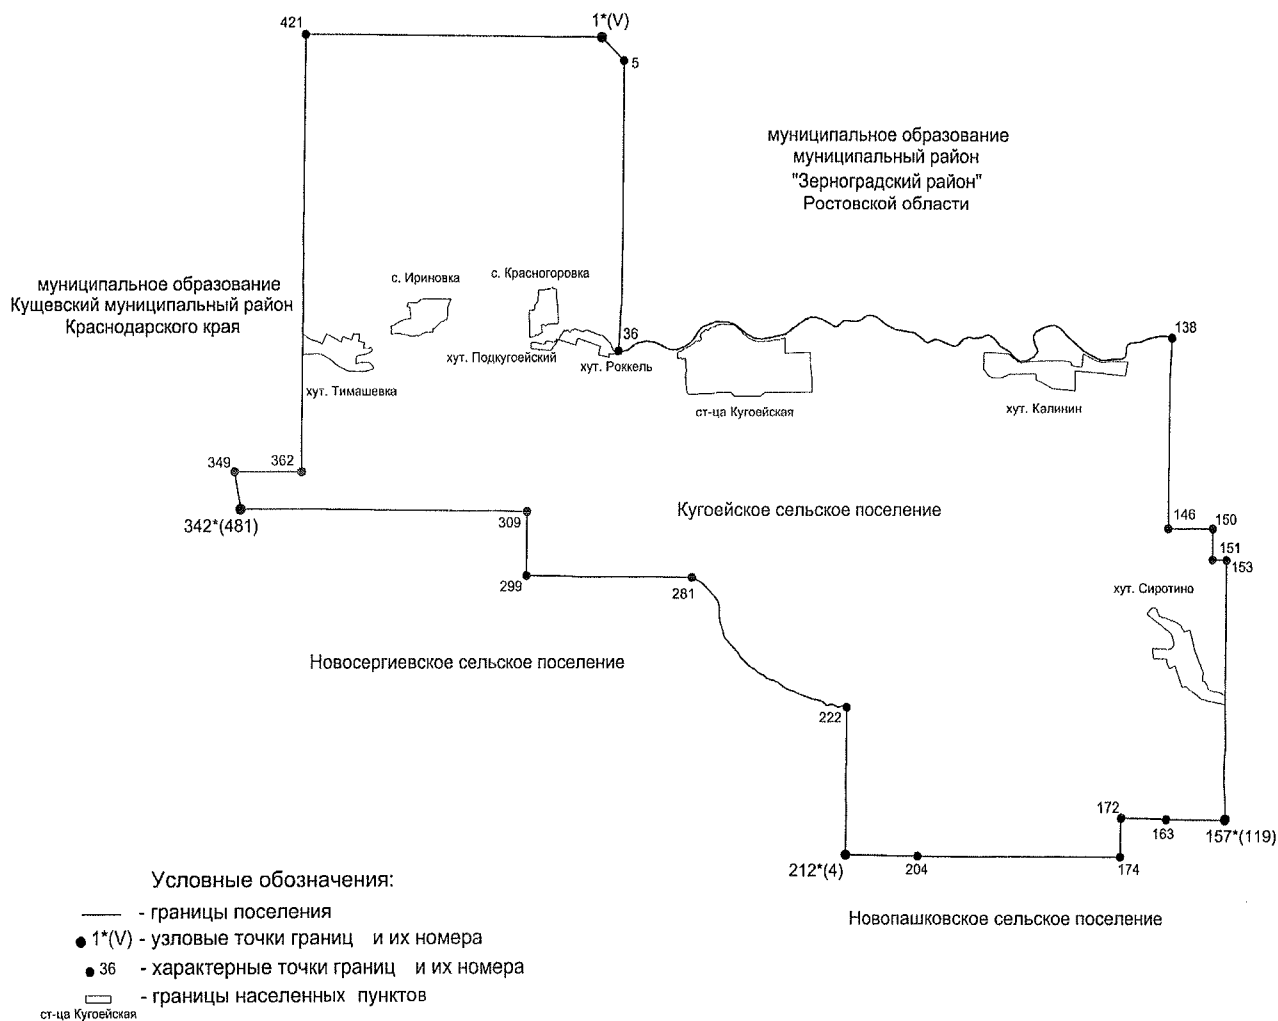 421
1*(V)
5
муниципальное образование
муниципальный район
"Зерноградский район"
Ростовской области
муниципальное образование
Кущевский муниципальный район
Краснодарского края
с. Ириновка
с. Красногоровка
36
138
хут. Подкугоейский
хут. Роккель
хут. Тимашевка
ст-ца Кугоейская
хут. Калинин
349
362
342*(481)
309
Кугоейское сельское поселение
146
150
151
153
299
281
хут. Сиротино
Новосергиевское сельское поселение
222
172
163
157*(119)
212*(4)
204
174
Новопашковское сельское поселение
Условные обозначения:
- границы поселения
1*(V) - узловые точки границ и их номера
36 - характерные точки границ и их номера
- границы населенных пунктов
ст-ца Кугоейская